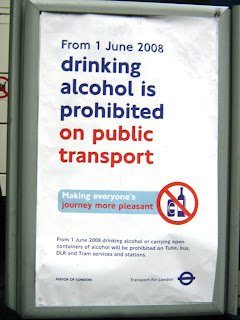 From 1 June 2008
drinking
alcohol is
prohibited
on public
transport
Making everyone's
journey more pleasant
From 1 June 2008 drinking alcohol or carrying open
containers of alcohol will be prohibited on Tube, bus,
DLR and Tram services and stations.
MAYOR OF LONDON
Transport for London